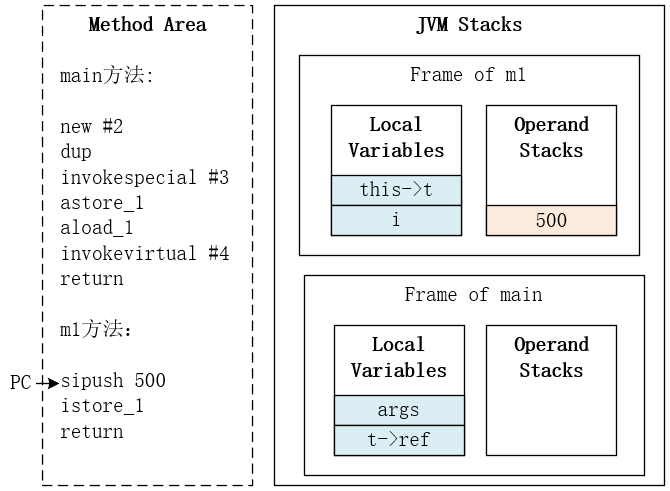 Method Area
main方法:
new #2
dup
invokespecial #3
astore_1
aload_1
invokevirtual #4
return
m1方法：
PC
sipush 500
istore_1
return
JVM Stacks
Frame of m1
Local
Variables
this->t
i
Operand
Stacks
500
Frame of main
Local
Variables
args
t->ref
Operand
Stacks